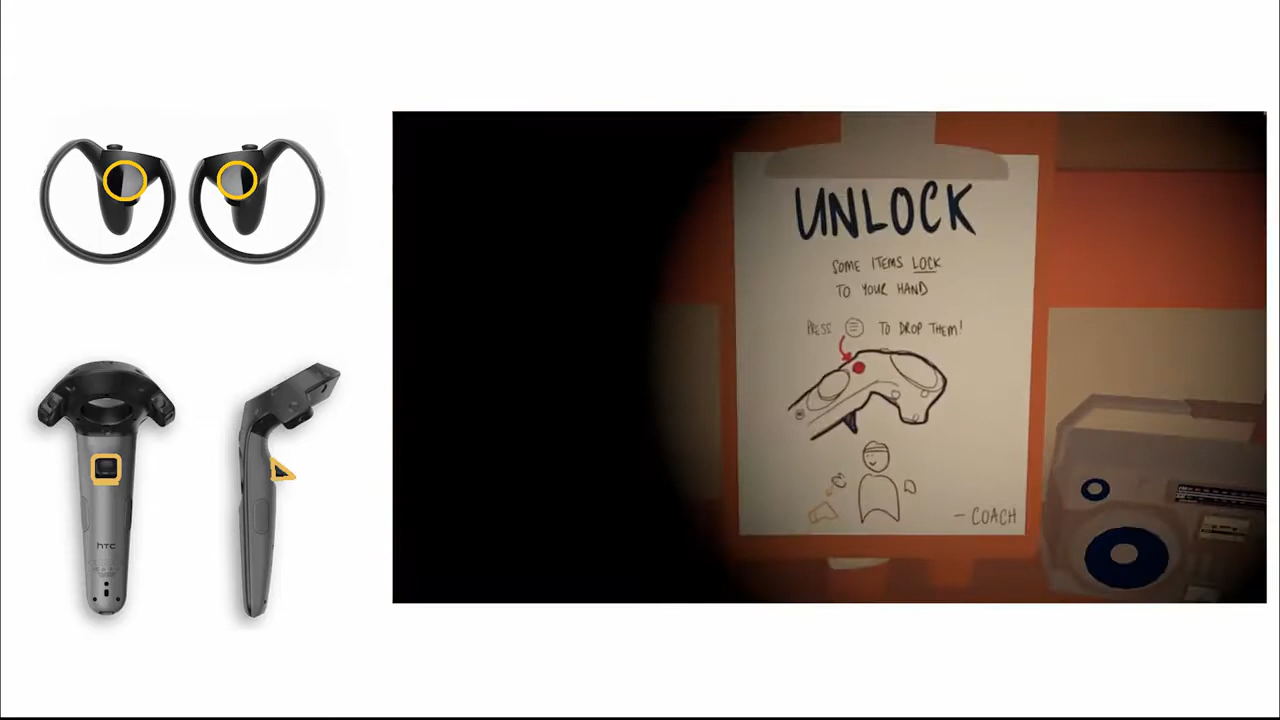 UNLOCK
SOME ITEMS LOCK
TO YOUR HAND
PRESS TO DROP THEM!
— COACH
hTC